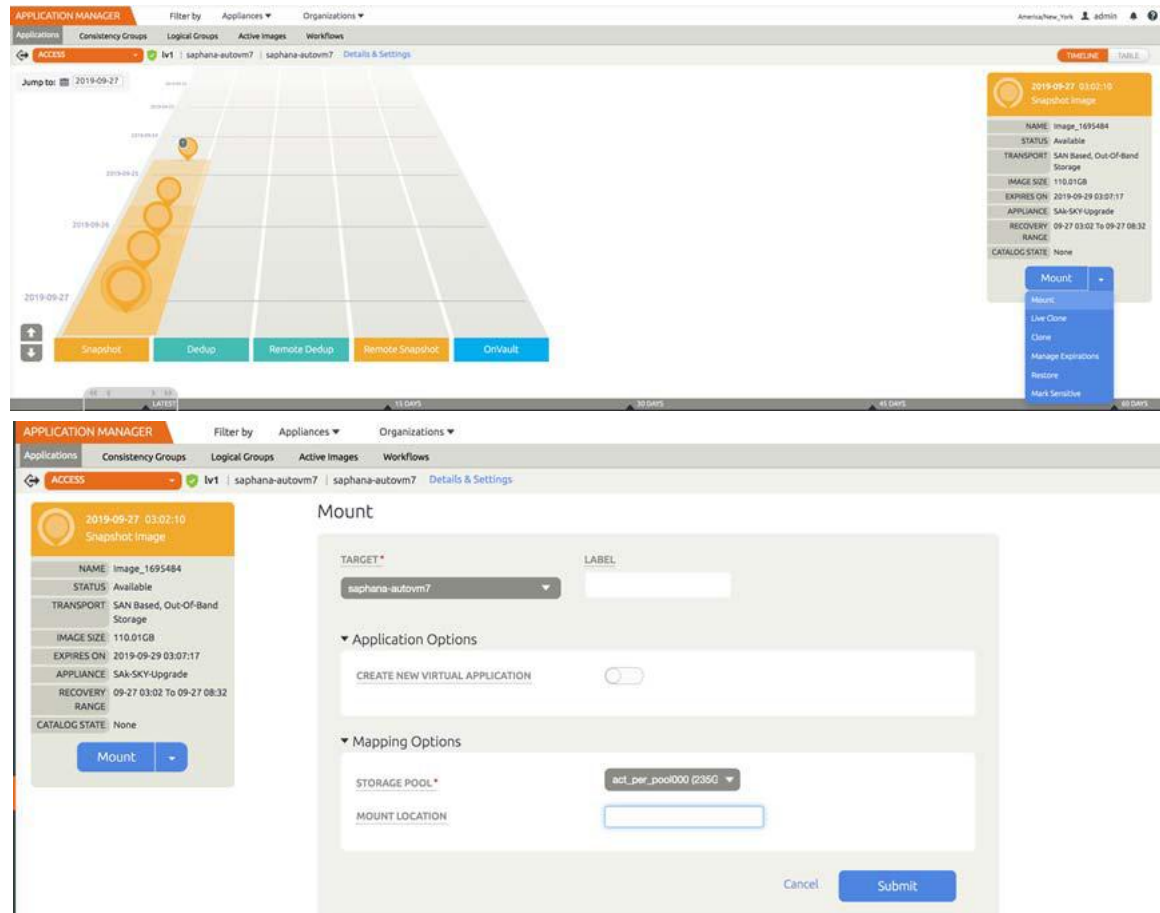 APPLICATION MANAGER Filter by Appliances ▼ Organizations ▼ America/New_York admin
Applications Consistency Groups Logical Groups Active Images Workflows
ACCESS lv1 | saphana-autovm7 | saphana-autovm7 Details & Settings TIMELINE TABLE
Jump to: 2019-09-27
2019-09-25
2019-09-26
2019-09-27
Snapshot Dedup Remote Dedup Remote Snapshot OnVault
LATEST 15 DAYS 30 DAYS 45 DAYS 60 DAYS
2019-09-27 03:02:10
Snapshot Image
NAME Image_1695484
STATUS Available
TRANSPORT SAN Based, Out-Of-Band
Storage
IMAGE SIZE 110.01GB
EXPIRES ON 2019-09-29 03:07:17
APPLIANCE SAk-SKY-Upgrade
RECOVERY 09-27 03:02 To 09-27 08:32
RANGE
CATALOG STATE None
Mount
Mount
Live Clone
Clone
Manage Expirations
Restore
Mark Sensitive
APPLICATION MANAGER Filter by Appliances ▼ Organizations ▼
Applications Consistency Groups Logical Groups Active Images Workflows
ACCESS lv1 | saphana-autovm7 | saphana-autovm7 Details & Settings
2019-09-27 03:02:10
Snapshot Image
NAME Image_1695484
STATUS Available
TRANSPORT SAN Based, Out-Of-Band
Storage
IMAGE SIZE 110.01GB
EXPIRES ON 2019-09-29 03:07:17
APPLIANCE SAk-SKY-Upgrade
RECOVERY 09-27 03:02 To 09-27 08:32
RANGE
CATALOG STATE None
Mount
Mount
TARGET* LABEL
saphana-autovm7
Application Options
CREATE NEW VIRTUAL APPLICATION
Mapping Options
STORAGE POOL* act_per_pool000 (235G
MOUNT LOCATION
Cancel Submit